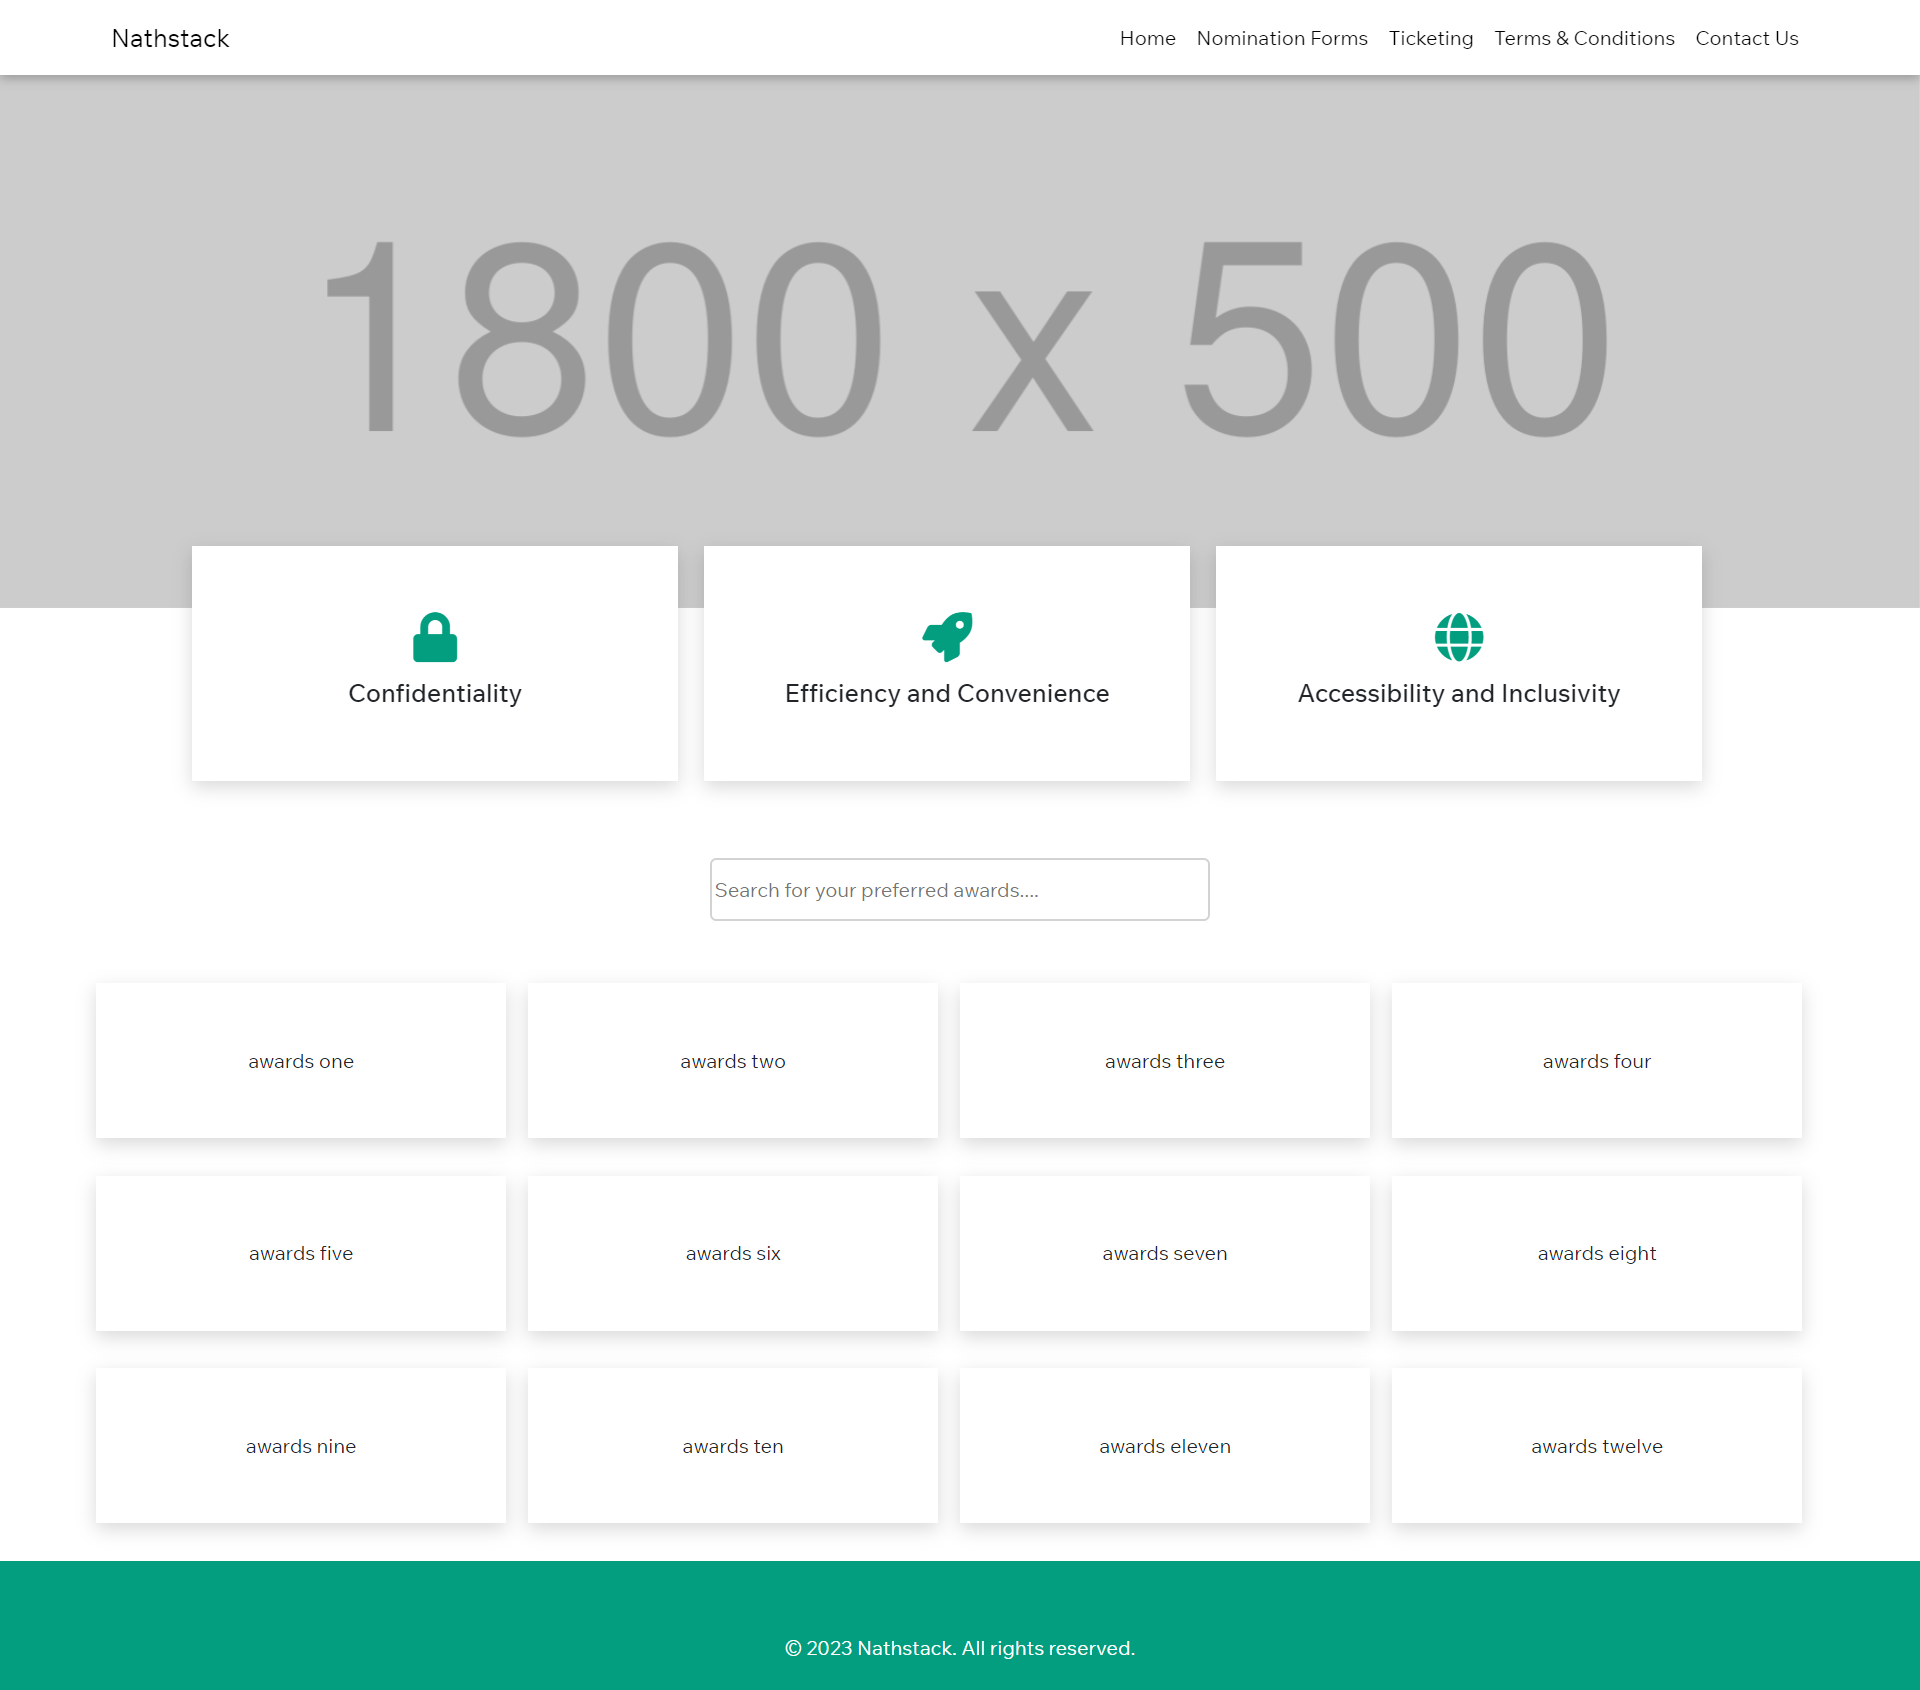 Nathstack
Home Nomination Forms Ticketing Terms & Conditions Contact Us
1800 x 500
Confidentiality
Efficiency and Convenience
Accessibility and Inclusivity
Search for your preferred awards....
awards one
awards two
awards three
awards four
awards five
awards six
awards seven
awards eight
awards nine
awards ten
awards eleven
awards twelve
© 2023 Nathstack. All rights reserved.